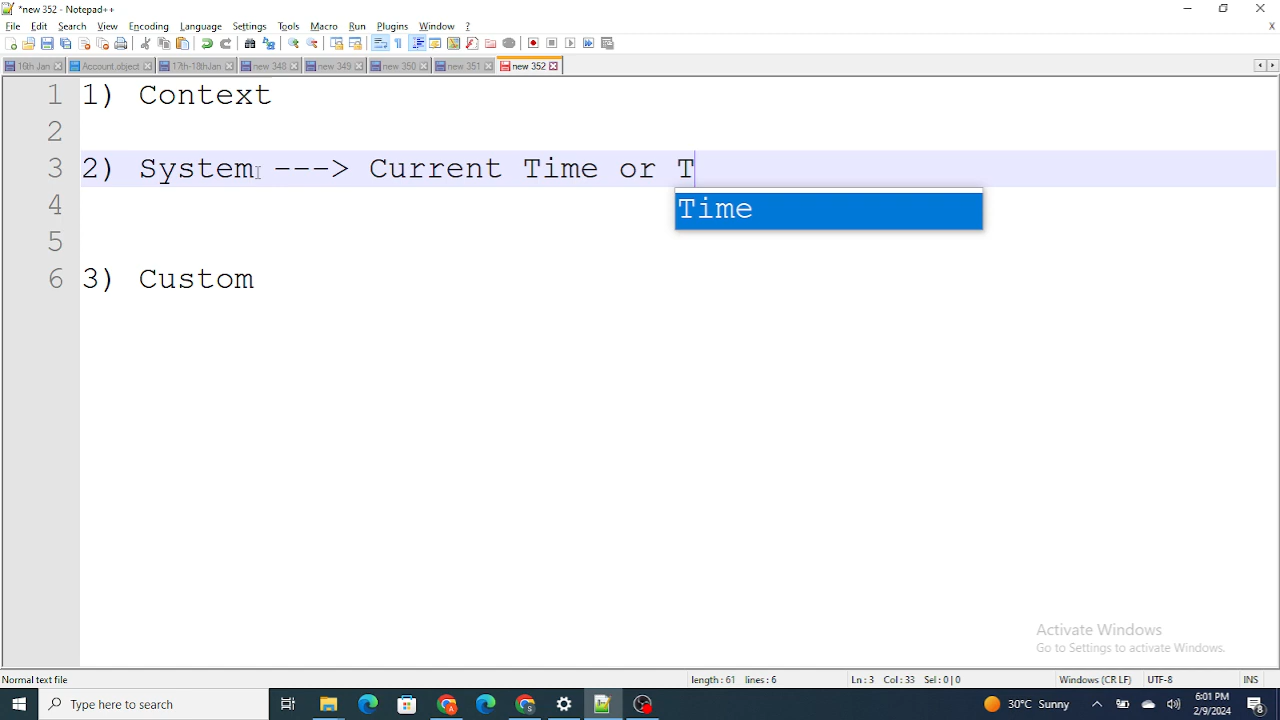 *new 352 - Notepad++
File Edit Search View Encoding Language Settings Tools Macro Run Plugins Window ? X
16th Jan Account.object 17th-18thJan new 348 new 349 new 350 new 351 new 352
1 1) Context
2
3 2) System ---> Current Time or T
Time
4
5
6 3) Custom
Activate Windows
Go to Settings to activate Windows.
Normal text file length : 61 lines : 6 Ln : 3 Col : 33 Sel : 0 | 0 Windows (CR LF) UTF-8 INS
Type here to search 30°C Sunny 6:01 PM
2/9/2024 8